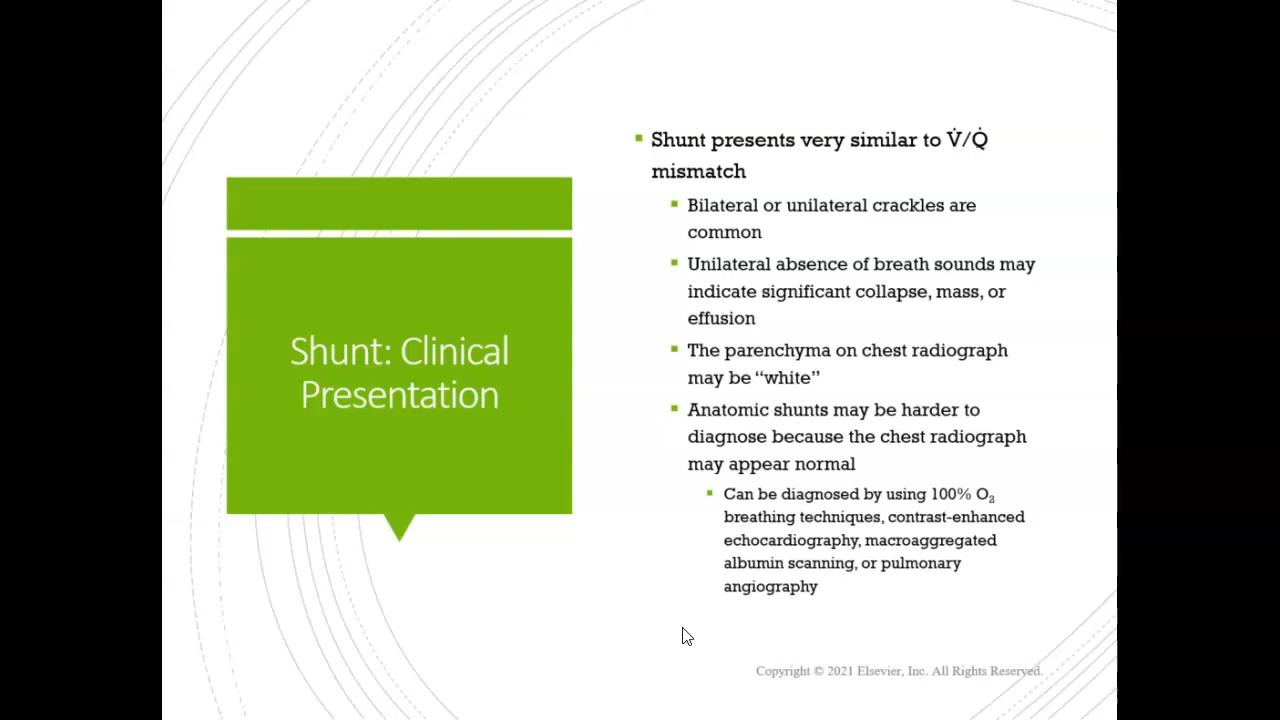 Shunt: Clinical
Presentation
Shunt presents very similar to V̇/Q̇
mismatch
Bilateral or unilateral crackles are
common
Unilateral absence of breath sounds may
indicate significant collapse, mass, or
effusion
The parenchyma on chest radiograph
may be “white”
Anatomic shunts may be harder to
diagnose because the chest radiograph
may appear normal
Can be diagnosed by using 100% O₂
breathing techniques, contrast-enhanced
echocardiography, macroaggregated
albumin scanning, or pulmonary
angiography
Copyright © 2021 Elsevier, Inc. All Rights Reserved.